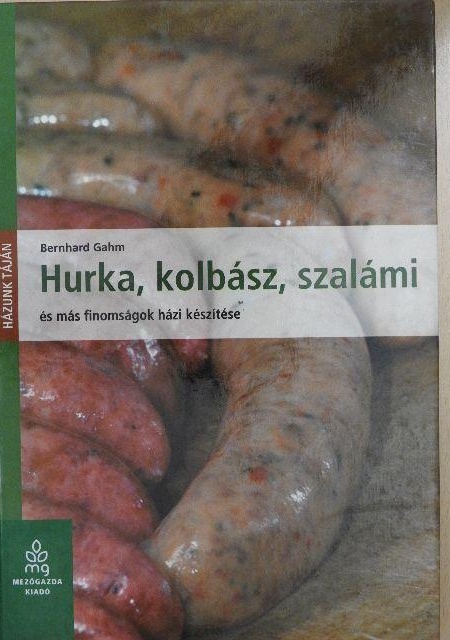 Bernhard Gahm
Hurka, kolbász, szalámi
és más finomságok házi készítése
HÁZUNK TÁJÁN
mg
MEZŐGAZDA
KIADÓ